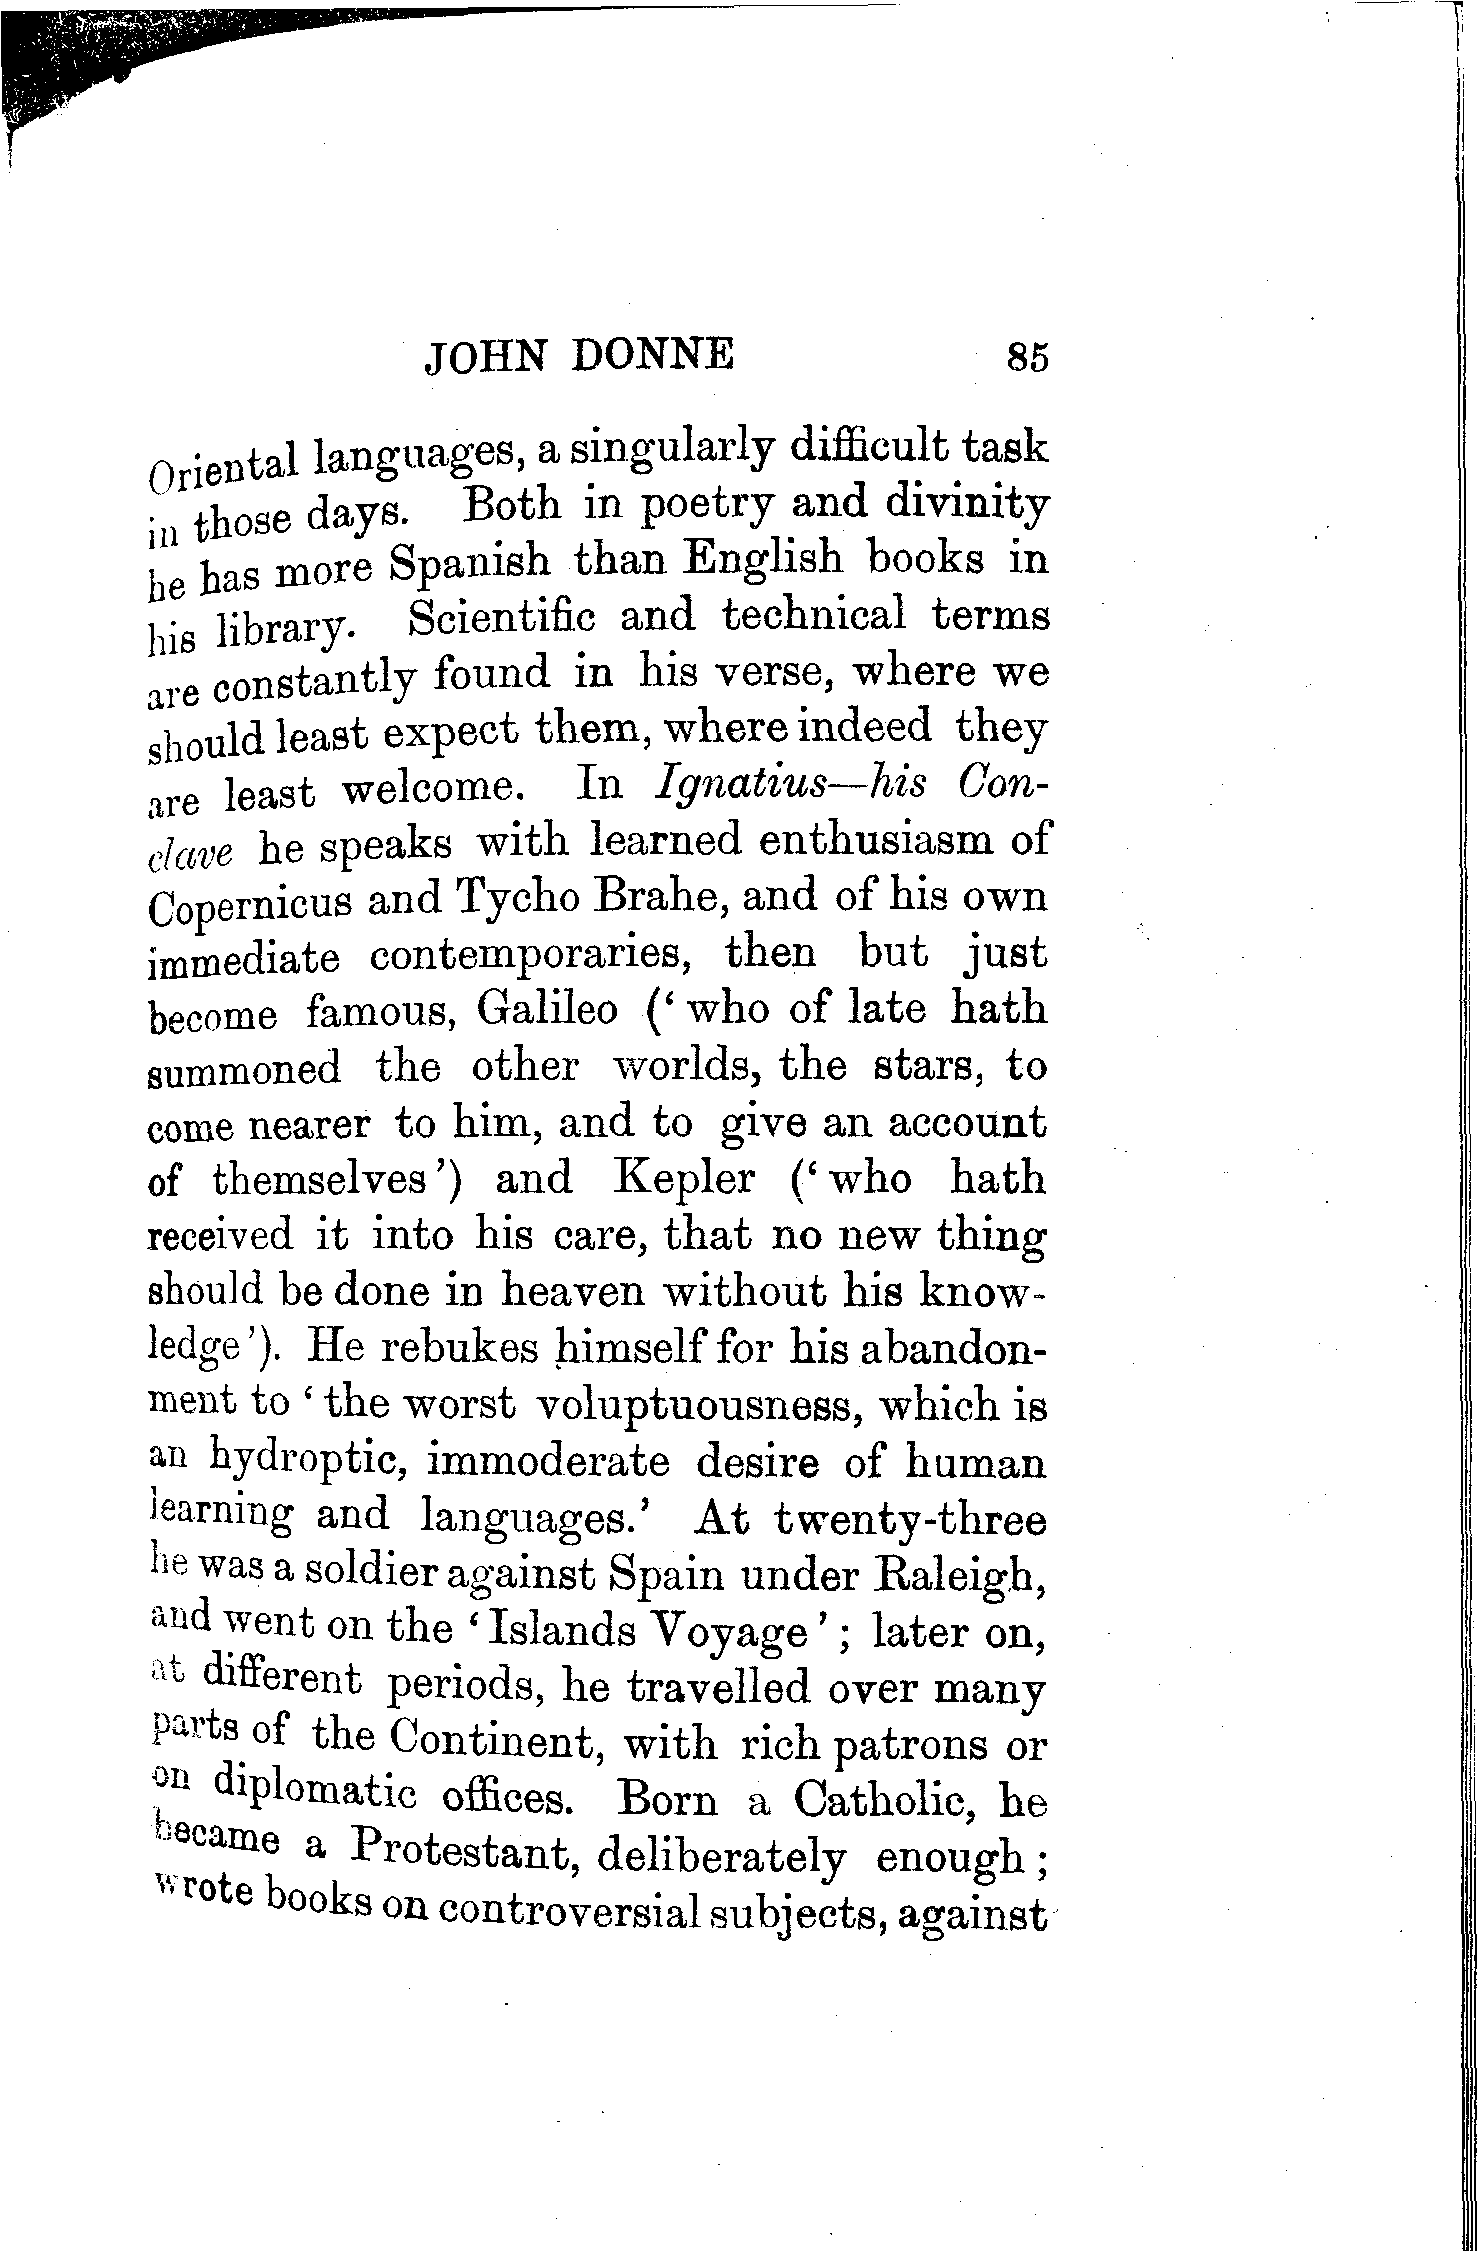 JOHN DONNE 85
Oriental languages, a singularly difficult task
in those days. Both in poetry and divinity
he has more Spanish than English books in
his library. Scientific and technical terms
are constantly found in his verse, where we
should least expect them, where indeed they
are least welcome. In Ignatius—his Con-
clave he speaks with learned enthusiasm of
Copernicus and Tycho Brahe, and of his own
immediate contemporaries, then but just
become famous, Galileo (‘ who of late hath
summoned the other worlds, the stars, to
come nearer to him, and to give an account
of themselves ’) and Kepler (‘ who hath
received it into his care, that no new thing
should be done in heaven without his know-
ledge ’). He rebukes himself for his abandon-
ment to ‘ the worst voluptuousness, which is
an hydroptic, immoderate desire of human
learning and languages.’ At twenty-three
he was a soldier against Spain under Raleigh,
and went on the ‘ Islands Voyage ’ ; later on,
at different periods, he travelled over many
parts of the Continent, with rich patrons or
on diplomatic offices. Born a Catholic, he
became a Protestant, deliberately enough ;
wrote books on controversial subjects, against